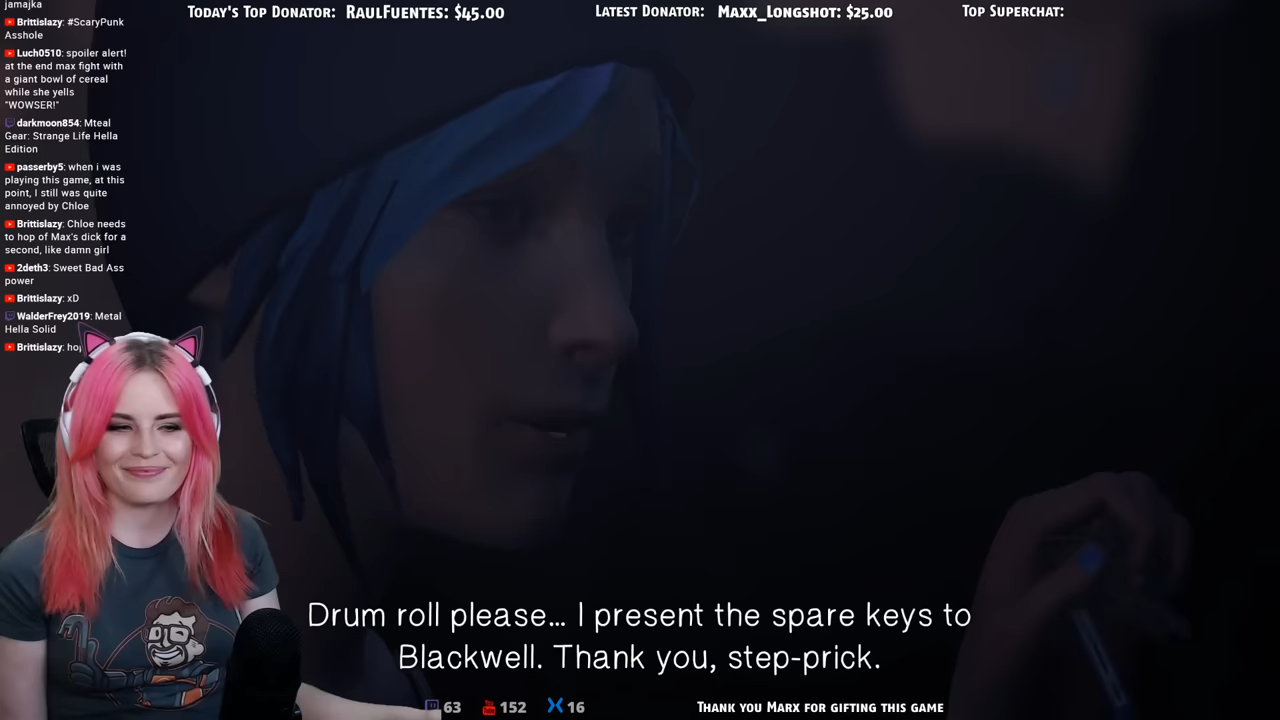 Today's Top Donator: RaulFuentes: $45.00
Latest Donator: Maxx_Longshot: $25.00
Top Superchat:
jamajka
Brittislazy: #ScaryPunk
Asshole
Luch0510: spoiler alert!
at the end max fight with
a giant bowl of cereal
while she yells
"WOWSER!"
darkmoon854: Mteal
Gear: Strange Life Hella
Edition
passerby5: when i was
playing this game, at this
point, I still was quite
annoyed by Chloe
Brittislazy: Chloe needs
to hop of Max's dick for a
second, like damn girl
2deth3: Sweet Bad Ass
power
Brittislazy: xD
WalderFrey2019: Metal
Hella Solid
Brittislazy:
Drum roll please... I present the spare keys to
Blackwell. Thank you, step-prick.
63 152 16
Thank you Marx for gifting this game